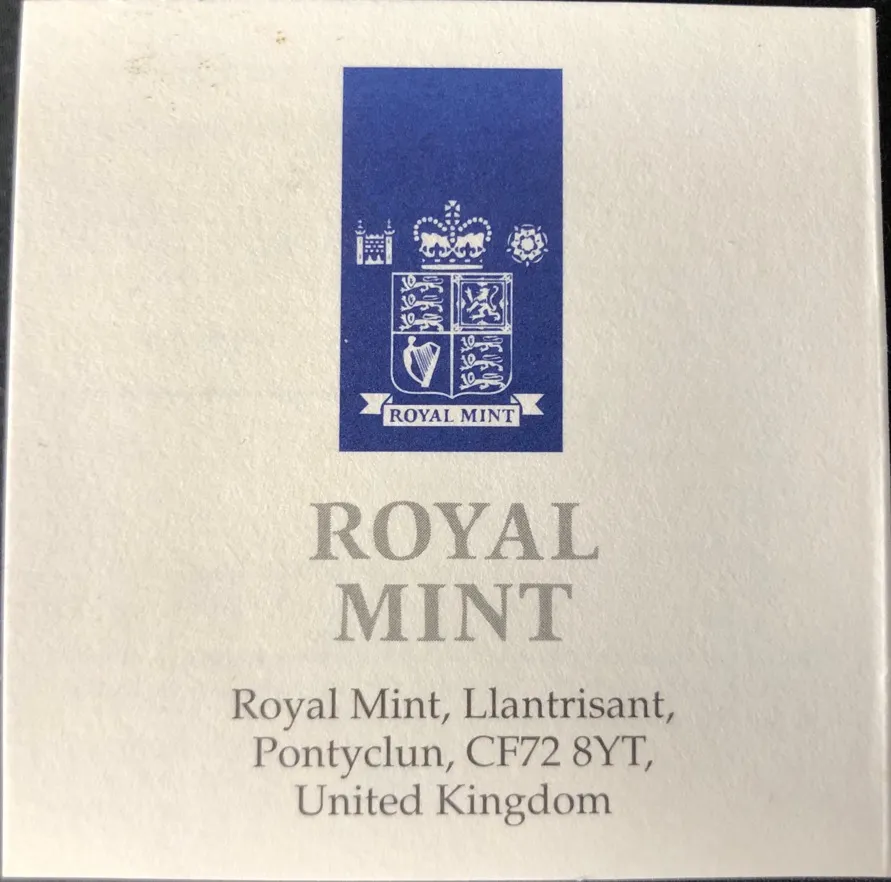 ROYAL MINT
ROYAL
MINT
Royal Mint, Llantrisant,
Pontyclun, CF72 8YT,
United Kingdom